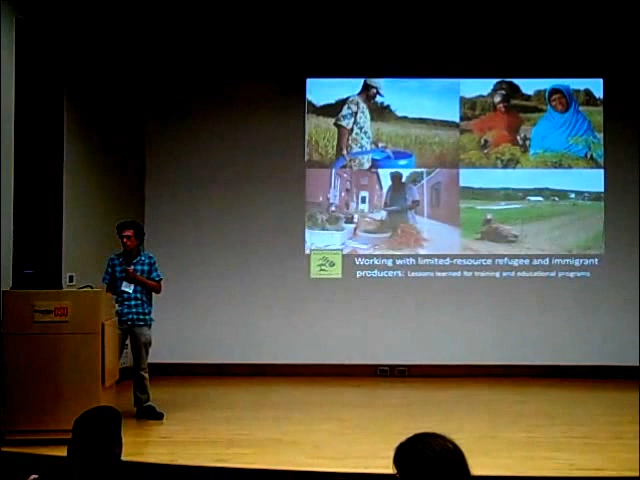 Working with limited-resource refugee and immigrant
producers: Lessons learned for training and educational programs